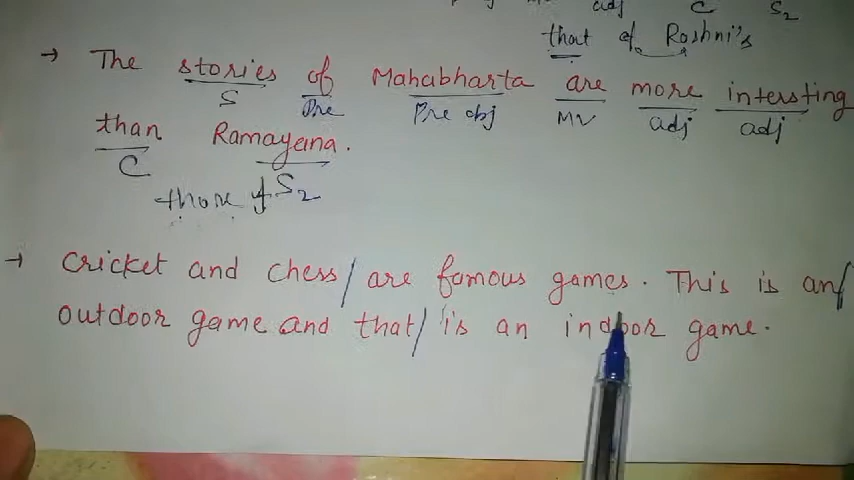 adj C S2
that of Roshni's
→ The stories of Mahabharta are more intersting
S Pre Pre obj MV adj adj
than Ramayana.
C those of S2
→ Cricket and chess/ are famous games. This is an/
outdoor game and that/ is an indoor game.